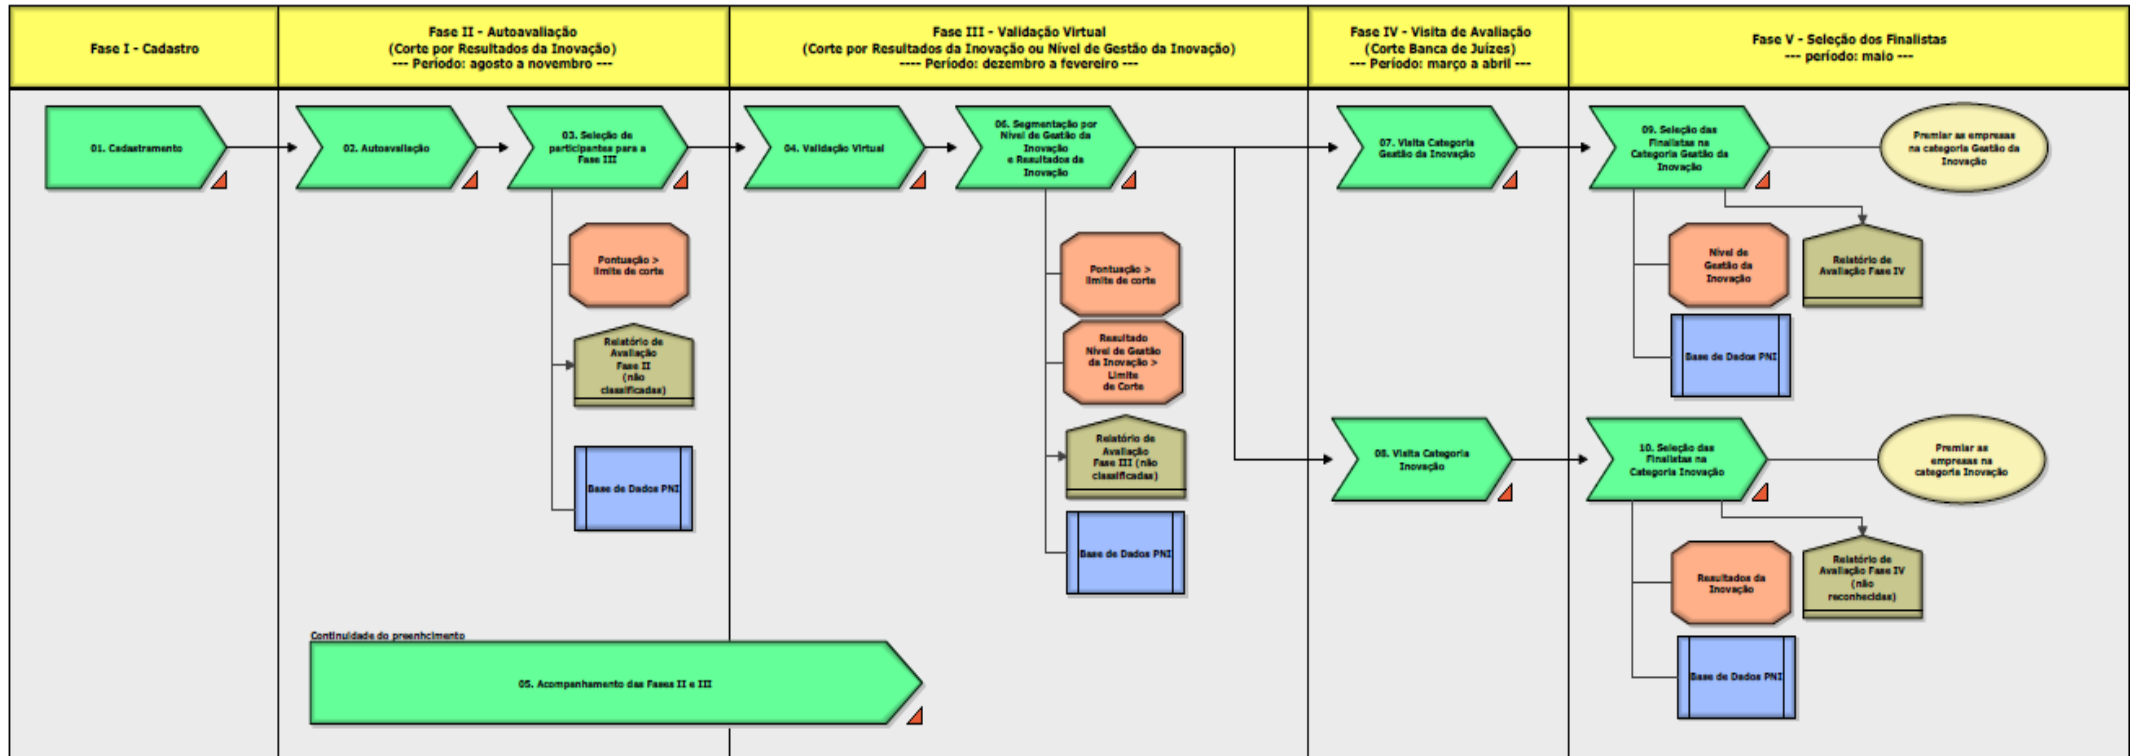 Fase I - Cadastro
Fase II - Autoavaliação
(Corte por Resultados da Inovação)
--- Período: agosto a novembro ---
Fase III - Validação Virtual
(Corte por Resultados da Inovação ou Nível de Gestão da Inovação)
---- Período: dezembro a fevereiro ---
Fase IV - Visita de Avaliação
(Corte Banca de Juízes)
--- Período: março a abril ---
Fase V - Seleção dos Finalistas
--- período: maio ---
01. Cadastramento
02. Autoavaliação
03. Seleção de
participantes para a
Fase III
04. Validação Virtual
06. Segmentação por
Nível de Gestão da
Inovação
e Resultados da
Inovação
07. Visita Categoria
Gestão da Inovação
09. Seleção das
Finalistas na
Categoria Gestão da
Inovação
Premiar as empresas
na categoria Gestão da
Inovação
Pontuação >
limite de corte
Relatório de
Avaliação
Fase II
(não
classificadas)
Base de Dados PNI
Pontuação >
limite de corte
Resultado
Nível de Gestão
da Inovação >
Limite
de Corte
Relatório de
Avaliação
Fase III (não
classificadas)
Base de Dados PNI
Nível de
Gestão da
Inovação
Relatório de
Avaliação Fase IV
Base de Dados PNI
08. Visita Categoria
Inovação
10. Seleção das
Finalistas na
Categoria Inovação
Premiar as
empresas na
categoria Inovação
Resultados da
Inovação
Relatório de
Avaliação Fase IV
(não
reconhecidas)
Base de Dados PNI
Continuidade do preenhcimento
05. Acompanhamento das Fases II e III